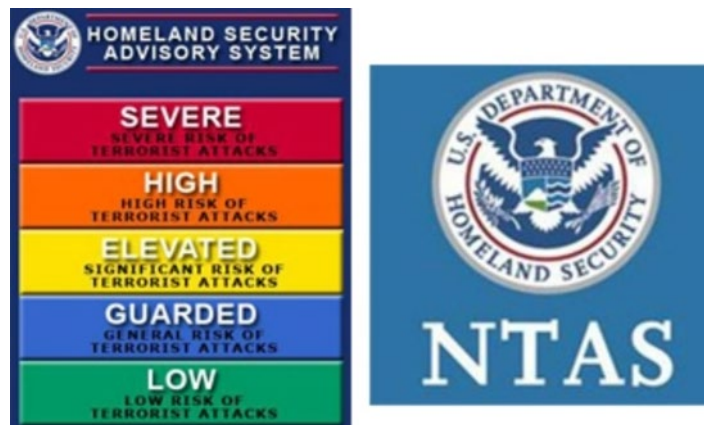 HOMELAND SECURITY
ADVISORY SYSTEM
SEVERE
SEVERE RISK OF
TERRORIST ATTACKS
HIGH
HIGH RISK OF
TERRORIST ATTACKS
ELEVATED
SIGNIFICANT RISK OF
TERRORIST ATTACKS
GUARDED
GENERAL RISK OF
TERRORIST ATTACKS
LOW
LOW RISK OF
TERRORIST ATTACKS
U.S. DEPARTMENT OF
HOMELAND SECURITY
NTAS